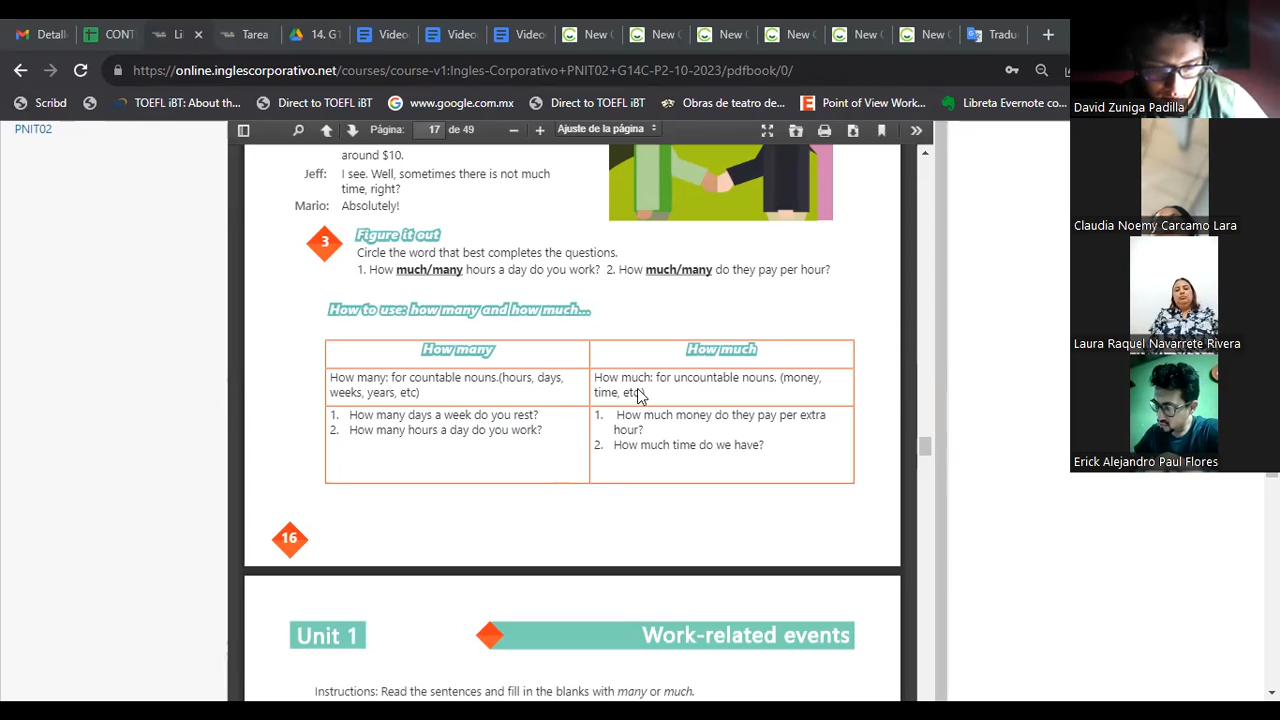 Detall
CONT
Li
Tarea
14. G1
Video
Video
Video
New C
New C
New C
New C
New C
New C
Tradu
https://online.inglescorporativo.net/courses/course-v1:Ingles-Corporativo+PNIT02+G14C-P2-10-2023/pdfbook/0/
Scribd
TOEFL iBT: About th...
Direct to TOEFL iBT
www.google.com.mx
Direct to TOEFL iBT
Obras de teatro de...
Point of View Work...
Libreta Evernote co...
PNIT02
Página: 17 de 49
Ajuste de la página
around $10.
Jeff: I see. Well, sometimes there is not much
time, right?
Mario: Absolutely!
3
Figure it out
Circle the word that best completes the questions.
1. How much/many hours a day do you work? 2. How much/many do they pay per hour?
How to use: how many and how much...
How many
How much
How many: for countable nouns.(hours, days,
weeks, years, etc)
How much: for uncountable nouns. (money,
time, etc)
1. How many days a week do you rest?
2. How many hours a day do you work?
1. How much money do they pay per extra
hour?
2. How much time do we have?
16
Unit 1
Work-related events
Instructions: Read the sentences and fill in the blanks with many or much.
David Zuniga Padilla
Claudia Noemy Carcamo Lara
Laura Raquel Navarrete Rivera
Erick Alejandro Paul Flores